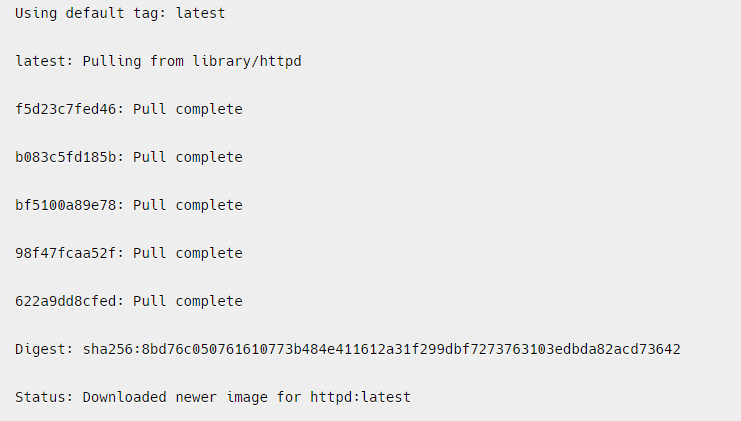 Using default tag: latest
latest: Pulling from library/httpd
f5d23c7fed46: Pull complete
b083c5fd185b: Pull complete
bf5100a89e78: Pull complete
98f47fcaa52f: Pull complete
622a9dd8cfed: Pull complete
Digest: sha256:8bd76c050761610773b484e411612a31f299dbf7273763103edbda82acd73642
Status: Downloaded newer image for httpd:latest